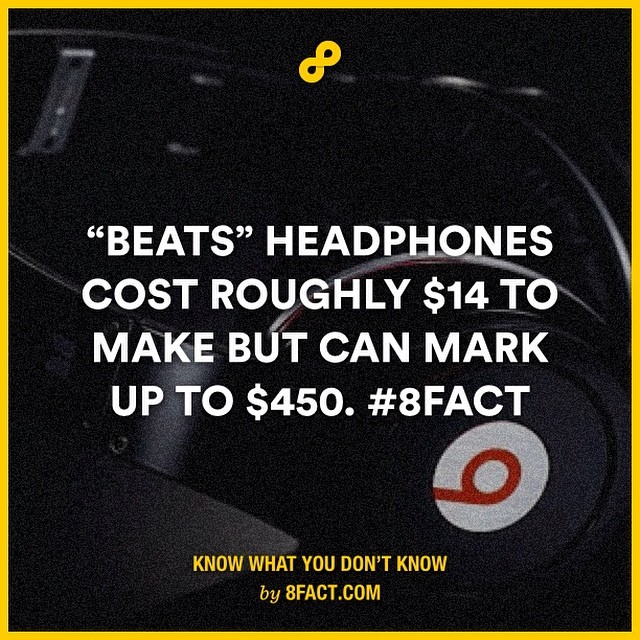 “BEATS” HEADPHONES
COST ROUGHLY $14 TO
MAKE BUT CAN MARK
UP TO $450. #8FACT
KNOW WHAT YOU DON’T KNOW
by 8FACT.COM